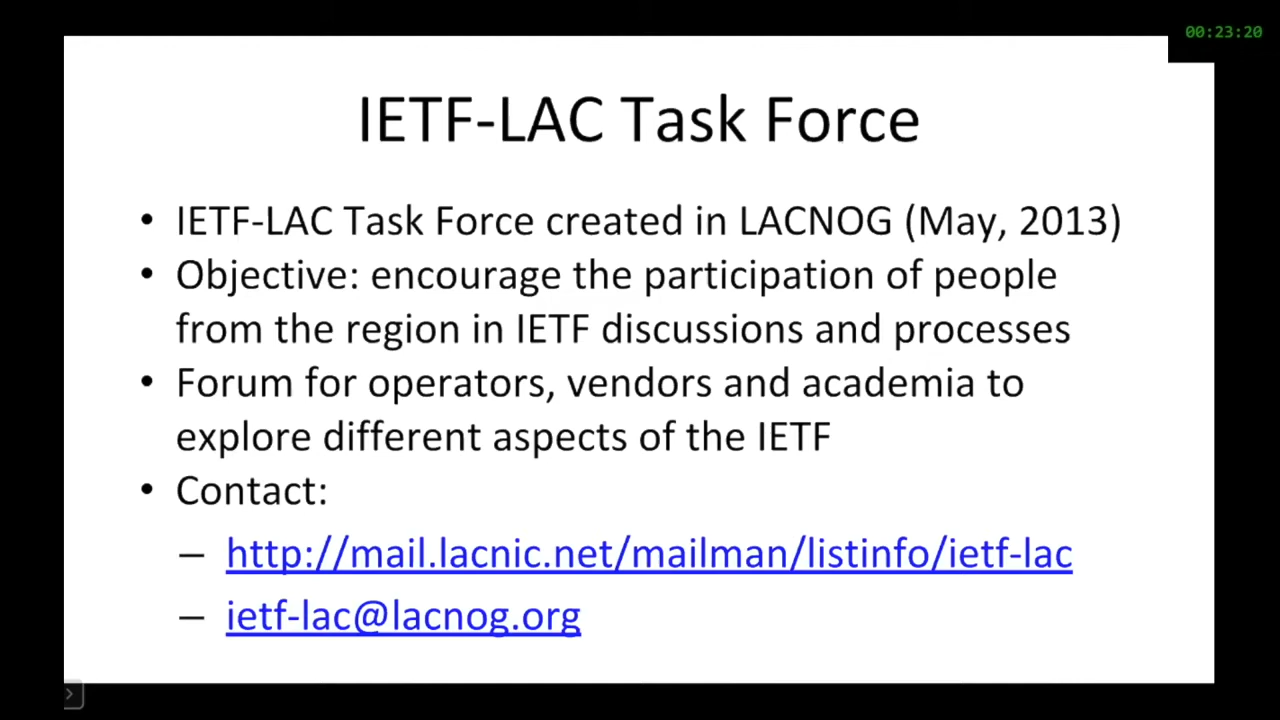 00:23:20
IETF-LAC Task Force
• IETF-LAC Task Force created in LACNOG (May, 2013)
• Objective: encourage the participation of people
from the region in IETF discussions and processes
• Forum for operators, vendors and academia to
explore different aspects of the IETF
• Contact:
– http://mail.lacnic.net/mailman/listinfo/ietf-lac
– ietf-lac@lacnog.org